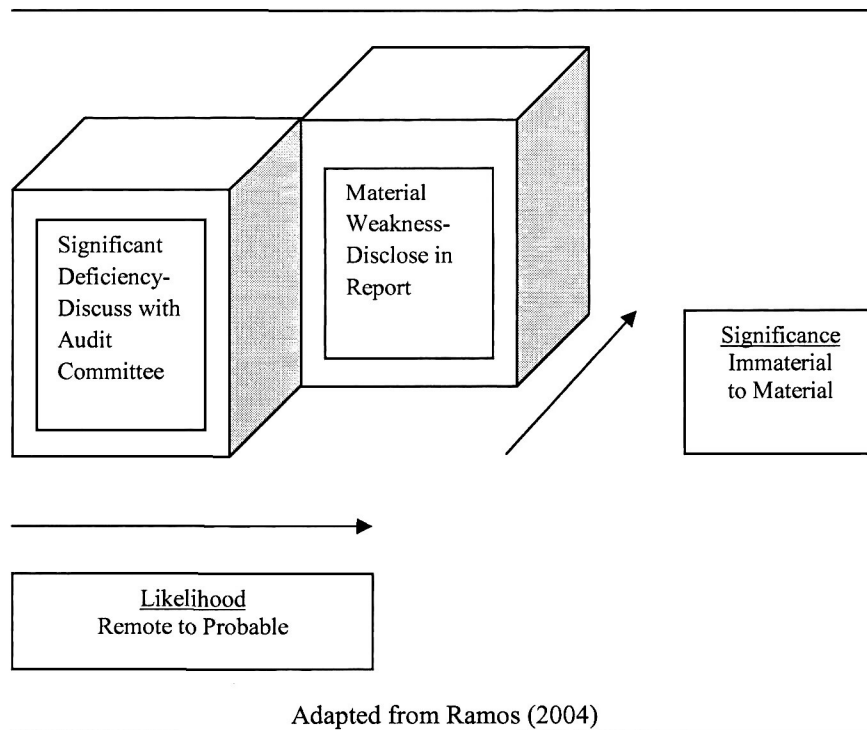 Significant
Deficiency-
Discuss with
Audit
Committee
Material
Weakness-
Disclose in
Report
Significance
Immaterial
to Material
Likelihood
Remote to Probable
Adapted from Ramos (2004)